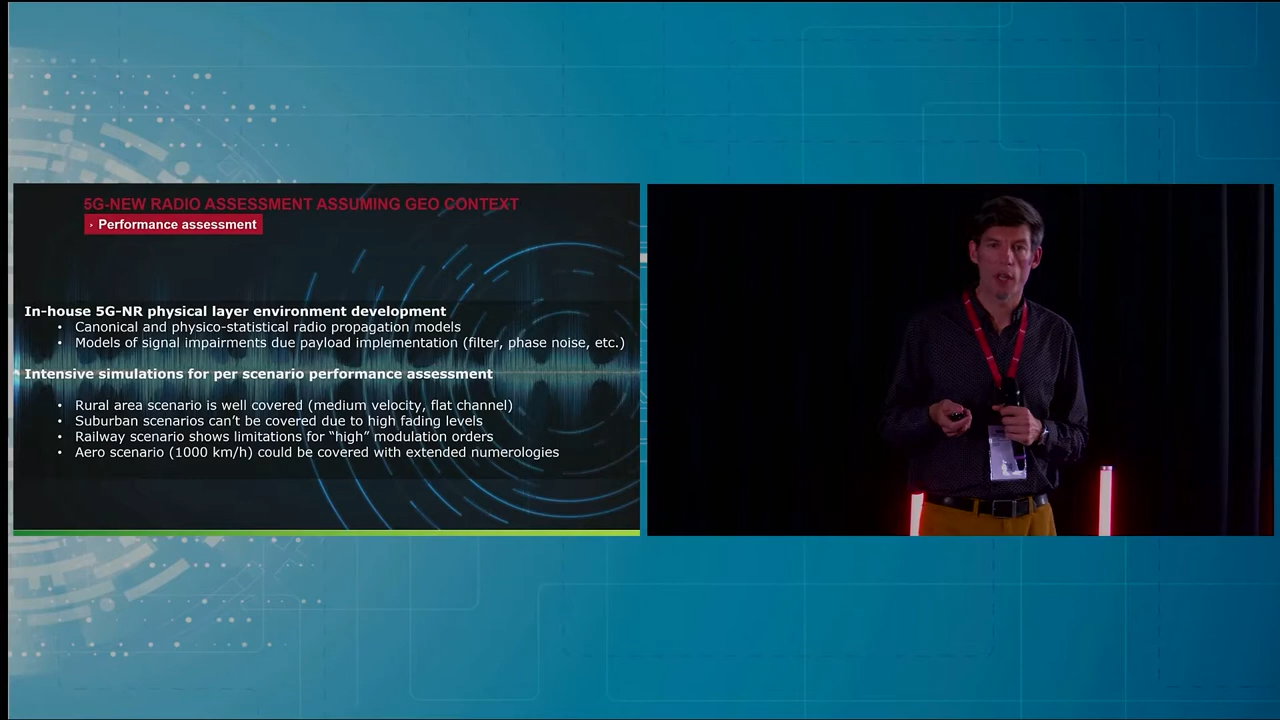 5G-NEW RADIO ASSESSMENT ASSUMING GEO CONTEXT
› Performance assessment
In-house 5G-NR physical layer environment development
• Canonical and physico-statistical radio propagation models
• Models of signal impairments due payload implementation (filter, phase noise, etc.)
Intensive simulations for per scenario performance assessment
• Rural area scenario is well covered (medium velocity, flat channel)
• Suburban scenarios can’t be covered due to high fading levels
• Railway scenario shows limitations for “high” modulation orders
• Aero scenario (1000 km/h) could be covered with extended numerologies